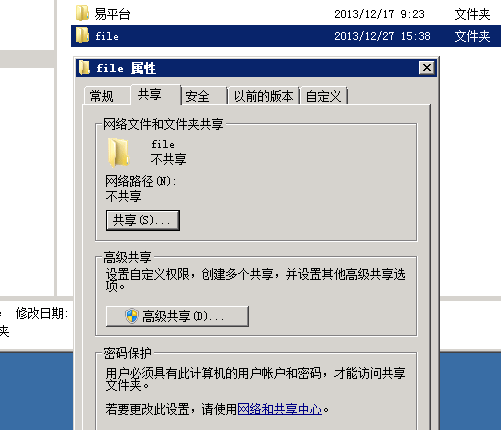 易平台 2013/12/17 9:23 文件夹
file 2013/12/27 15:38 文件夹
file 属性
常规 共享 安全 以前的版本 自定义
网络文件和文件夹共享
file
不共享
网络路径(N):
不共享
共享(S)...
高级共享
设置自定义权限，创建多个共享，并设置其他高级共享选
项。
高级共享(D)...
修改日期:
夹
密码保护
用户必须具有此计算机的用户帐户和密码，才能访问共享
文件夹。
若要更改此设置，请使用网络和共享中心。